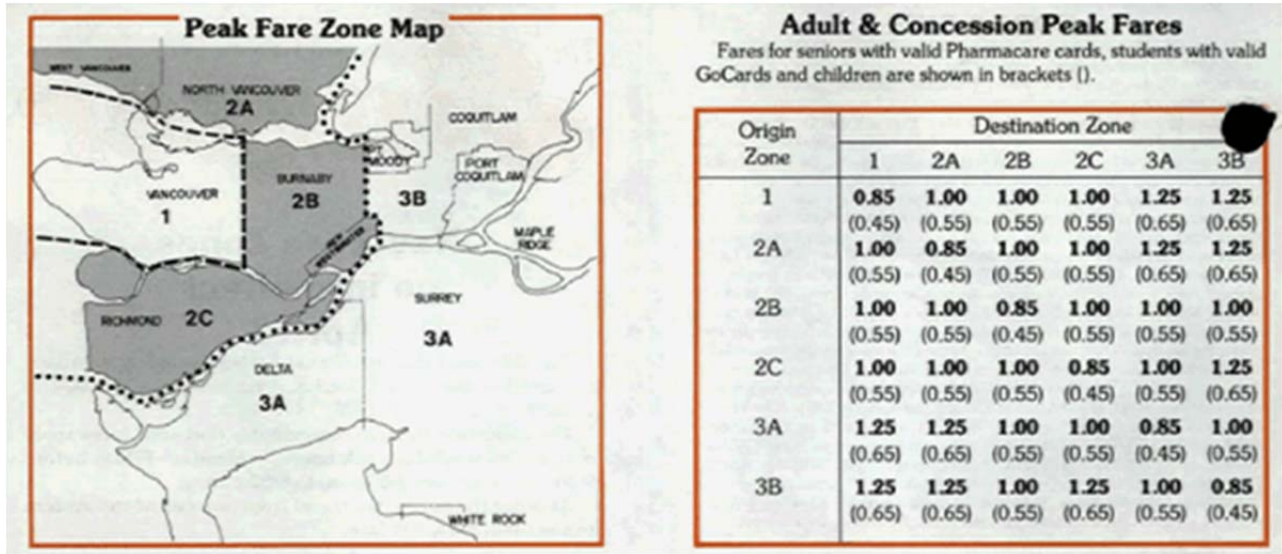 Peak Fare Zone Map
WEST VANCOUVER
NORTH VANCOUVER
2A
COQUITLAM
MOODY
PORT
COQUITLAM
BURNABY
2B
3B
VANCOUVER
1
NEW
WESTMINSTER
MAPLE
RIDGE
RICHMOND 2C
SURREY
3A
DELTA
3A
WHITE ROCK
Adult & Concession Peak Fares
Fares for seniors with valid Pharmacare cards, students with valid
GoCards and children are shown in brackets ().
Origin
Zone
Destination Zone
1 2A 2B 2C 3A 3B
1 0.85 1.00 1.00 1.00 1.25 1.25
(0.45) (0.55) (0.55) (0.55) (0.65) (0.65)
2A 1.00 0.85 1.00 1.00 1.25 1.25
(0.55) (0.45) (0.55) (0.55) (0.65) (0.65)
2B 1.00 1.00 0.85 1.00 1.00 1.00
(0.55) (0.55) (0.45) (0.55) (0.55) (0.55)
2C 1.00 1.00 1.00 0.85 1.00 1.25
(0.55) (0.55) (0.55) (0.45) (0.55) (0.65)
3A 1.25 1.25 1.00 1.00 0.85 1.00
(0.65) (0.65) (0.55) (0.55) (0.45) (0.55)
3B 1.25 1.25 1.00 1.25 1.00 0.85
(0.65) (0.65) (0.55) (0.65) (0.55) (0.45)